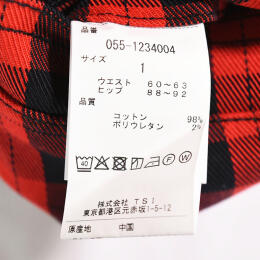 品番
055-1234004
サイズ
1
ウエスト 60~63
ヒップ 88~92
品質
コットン 98%
ポリウレタン 2%
40
株式会社 TSI
東京都港区元赤坂1-5-12
原産地 中国